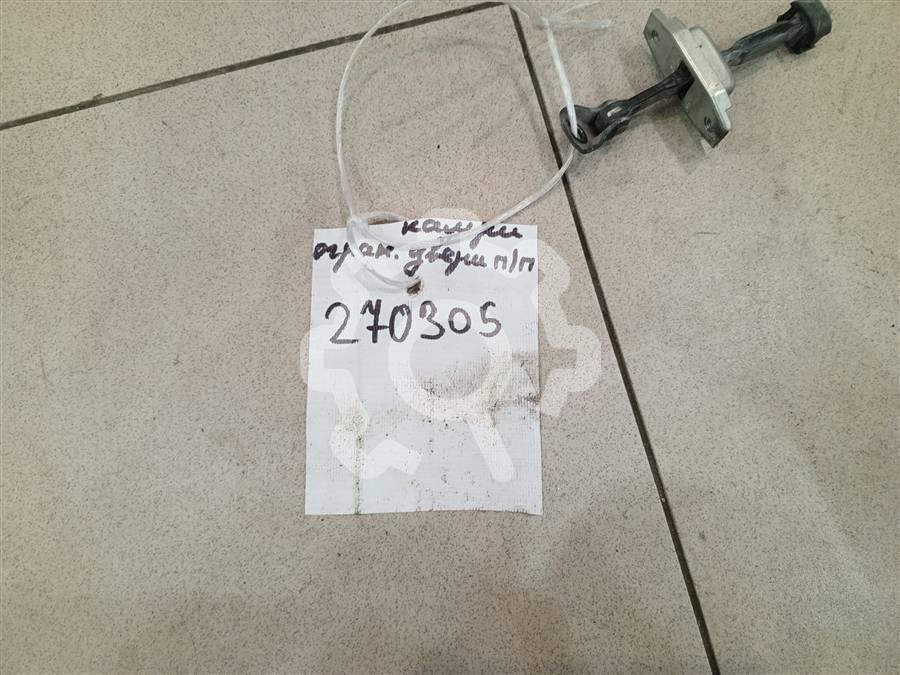 камри
огран. двери п/п
270305